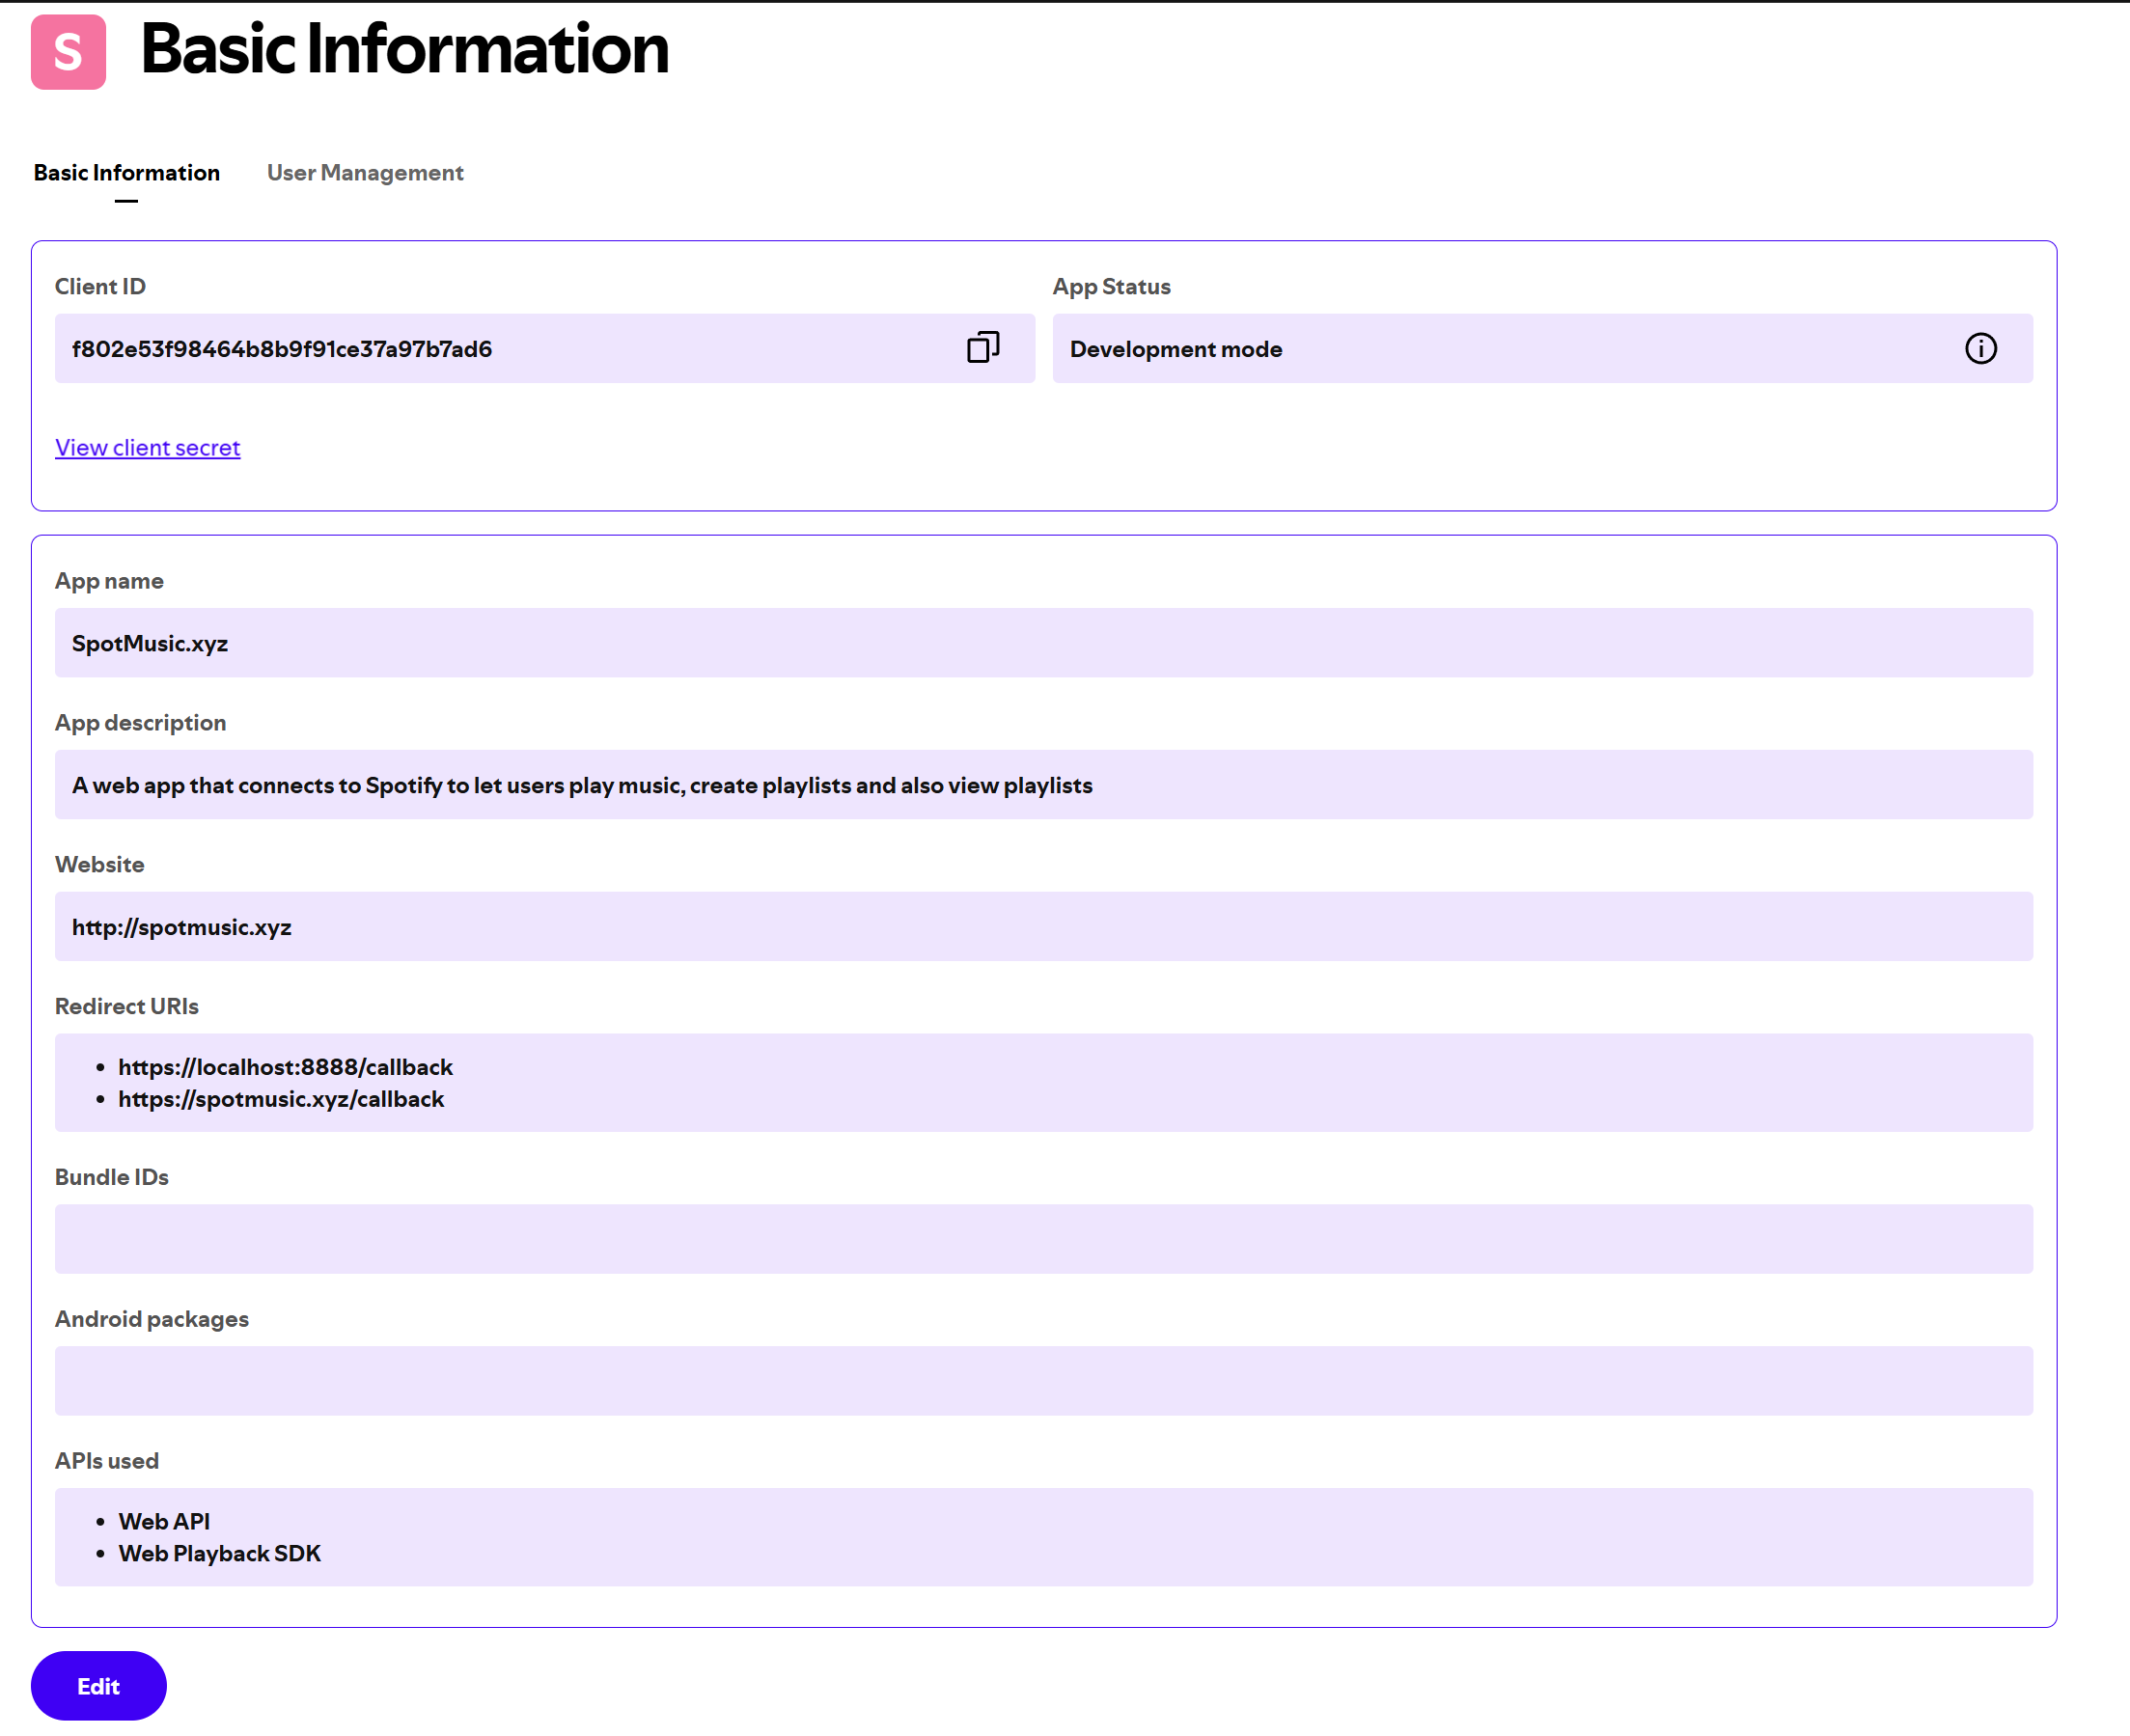 S Basic Information
Basic Information User Management
Client ID App Status
f802e53f98464b8b9f91ce37a97b7ad6 Development mode
View client secret
App name
SpotMusic.xyz
App description
A web app that connects to Spotify to let users play music, create playlists and also view playlists
Website
http://spotmusic.xyz
Redirect URIs
https://localhost:8888/callback
https://spotmusic.xyz/callback
Bundle IDs
Android packages
APIs used
Web API
Web Playback SDK
Edit